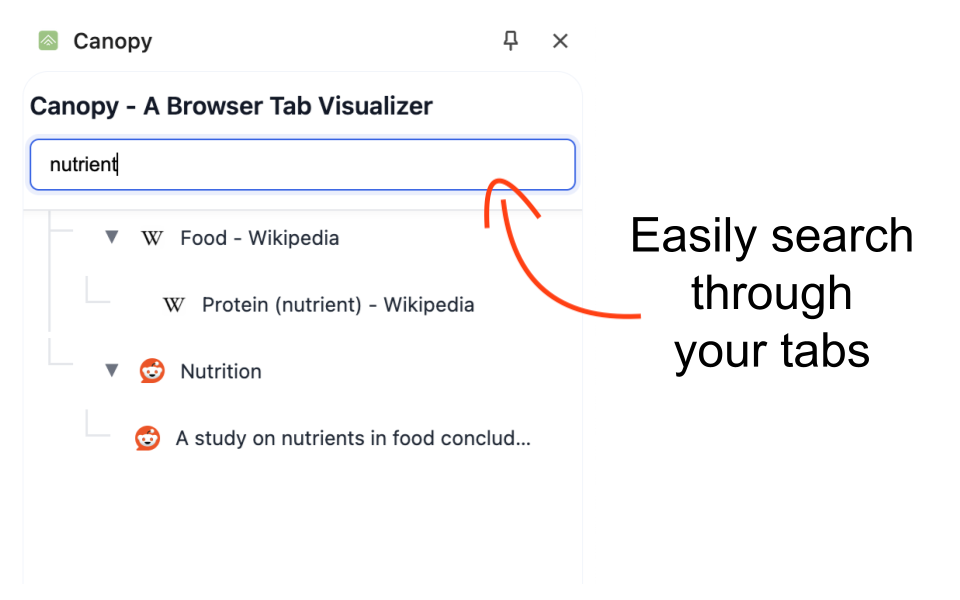 Canopy
Canopy - A Browser Tab Visualizer
nutrient
W Food - Wikipedia
W Protein (nutrient) - Wikipedia
Nutrition
A study on nutrients in food conclud...
Easily search
through
your tabs